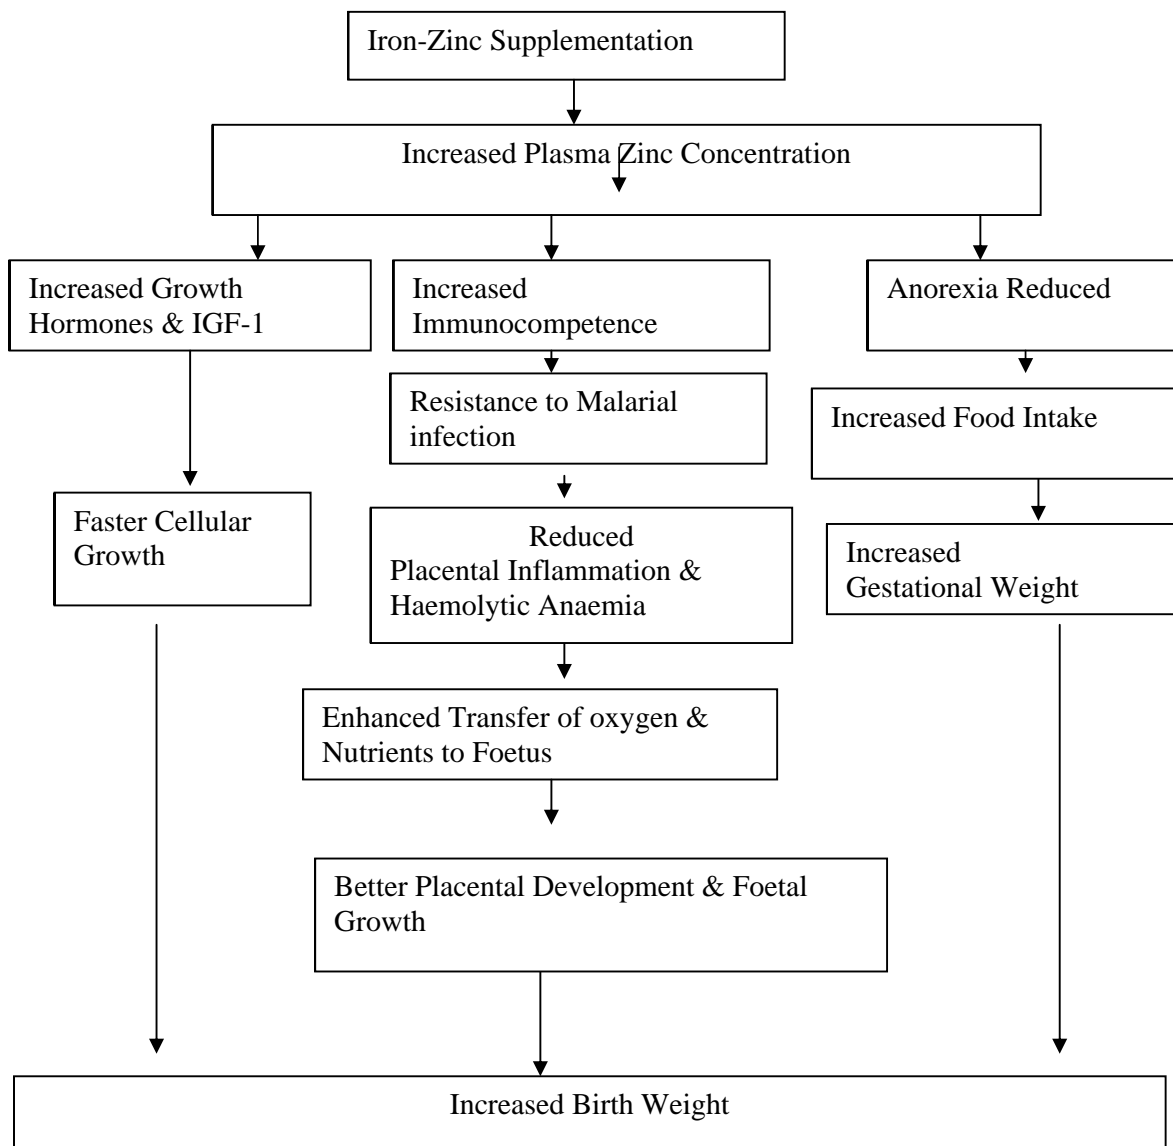 Iron-Zinc Supplementation
Increased Plasma Zinc Concentration
Increased Growth
Hormones & IGF-1
Increased
Immunocompetence
Anorexia Reduced
Resistance to Malarial
infection
Increased Food Intake
Faster Cellular
Growth
Reduced
Placental Inflammation &
Haemolytic Anaemia
Increased
Gestational Weight
Enhanced Transfer of oxygen &
Nutrients to Foetus
Better Placental Development & Foetal
Growth
Increased Birth Weight